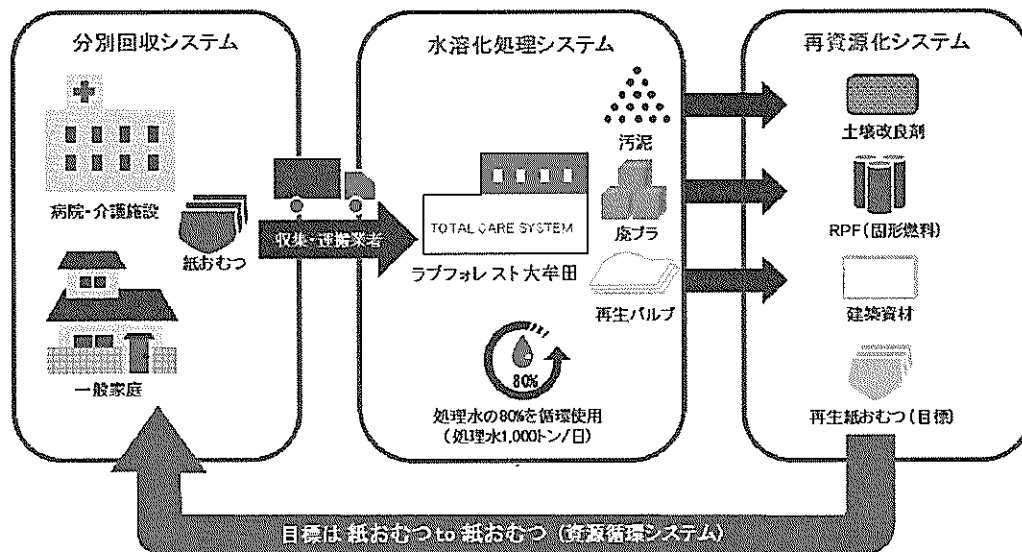 分別回収システム
病院・介護施設
紙おむつ
一般家庭
収集・運搬業者
水溶化処理システム
汚泥
TOTAL CARE SYSTEM
ラブフォレスト大牟田
廃プラ
再生パルプ
80%
処理水の80%を循環使用
(処理水1,000トン/日)
再資源化システム
土壌改良剤
RPF(固形燃料)
建築資材
再生紙おむつ(目標)
目標は 紙おむつ to 紙おむつ (資源循環システム)